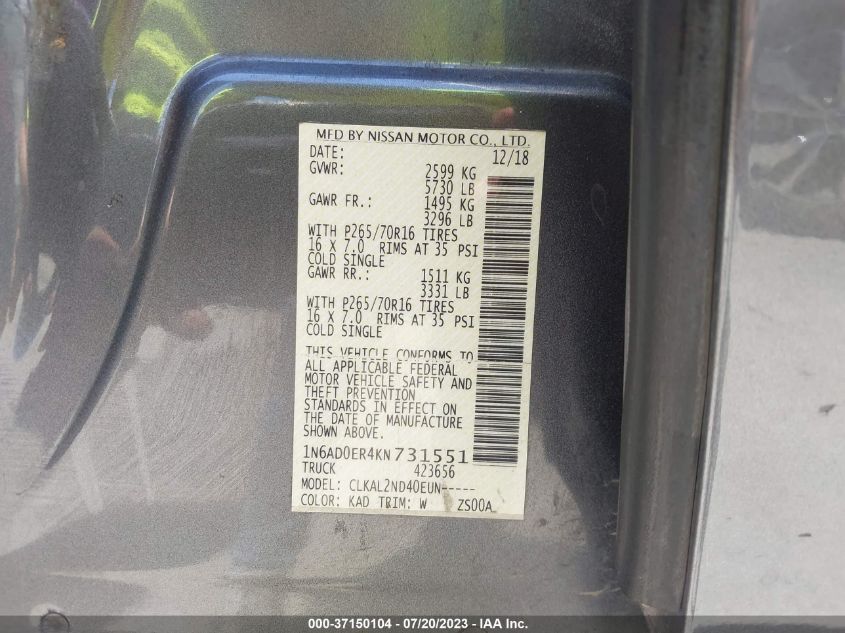 MFD BY NISSAN MOTOR CO., LTD.
DATE: 12/18
GVWR: 2599 KG
5730 LB
GAWR FR.: 1495 KG
3296 LB
WITH P265/70R16 TIRES
16 X 7.0 RIMS AT 35 PSI
COLD SINGLE
GAWR RR.: 1511 KG
3331 LB
WITH P265/70R16 TIRES
16 X 7.0 RIMS AT 35 PSI
COLD SINGLE
THIS VEHICLE CONFORMS TO
ALL APPLICABLE FEDERAL
MOTOR VEHICLE SAFETY AND
THEFT PREVENTION
STANDARDS IN EFFECT ON
THE DATE OF MANUFACTURE
SHOWN ABOVE.
1N6AD0ER4KN731551
TRUCK 423656
MODEL: CLKAL2ND40EUN-----
COLOR: KAD TRIM: W ZS00A
000-37150104 - 07/20/2023 - IAA Inc.